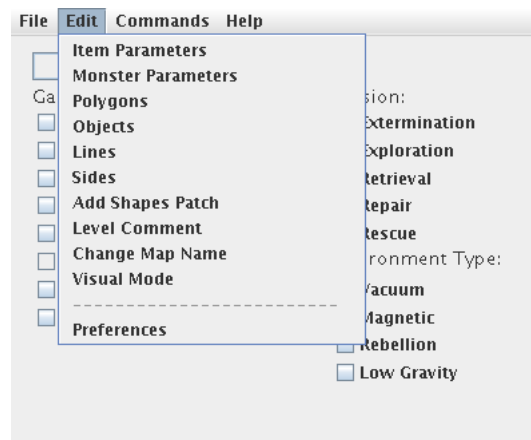 File Edit Commands Help
Item Parameters
Monster Parameters
Polygons
Objects
Lines
Sides
Add Shapes Patch
Level Comment
Change Map Name
Visual Mode
Preferences
Ga
sion:
Extermination
Exploration
Retrieval
Repair
Rescue
ronment Type:
Vacuum
Magnetic
Rebellion
Low Gravity